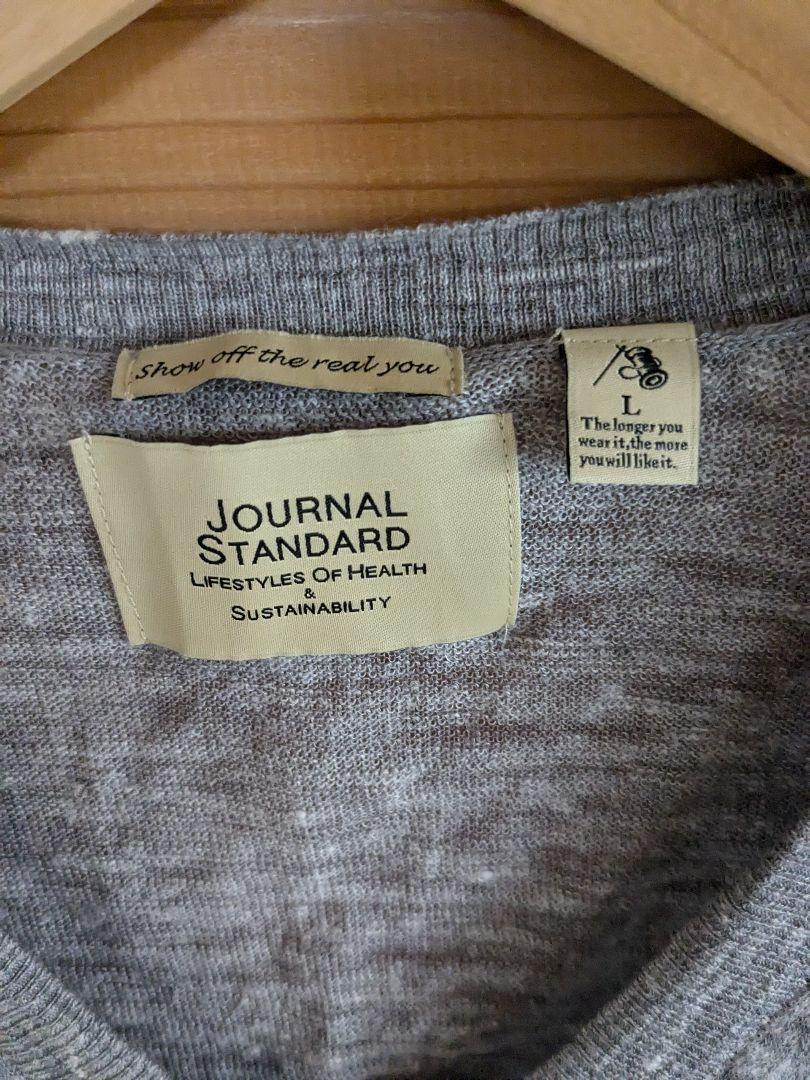 show off the real you
JOURNAL
STANDARD
LIFESTYLES OF HEALTH
&
SUSTAINABILITY
L
The longer you
wear it,the more
you will like it.